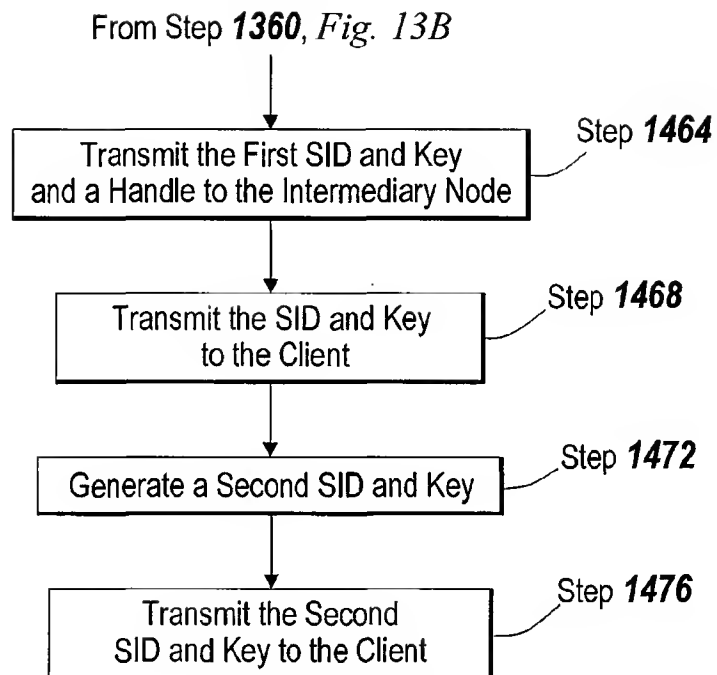 From Step 1360, Fig. 13B
Step 1464
Transmit the First SID and Key
and a Handle to the Intermediary Node
Step 1468
Transmit the SID and Key
to the Client
Step 1472
Generate a Second SID and Key
Step 1476
Transmit the Second
SID and Key to the Client